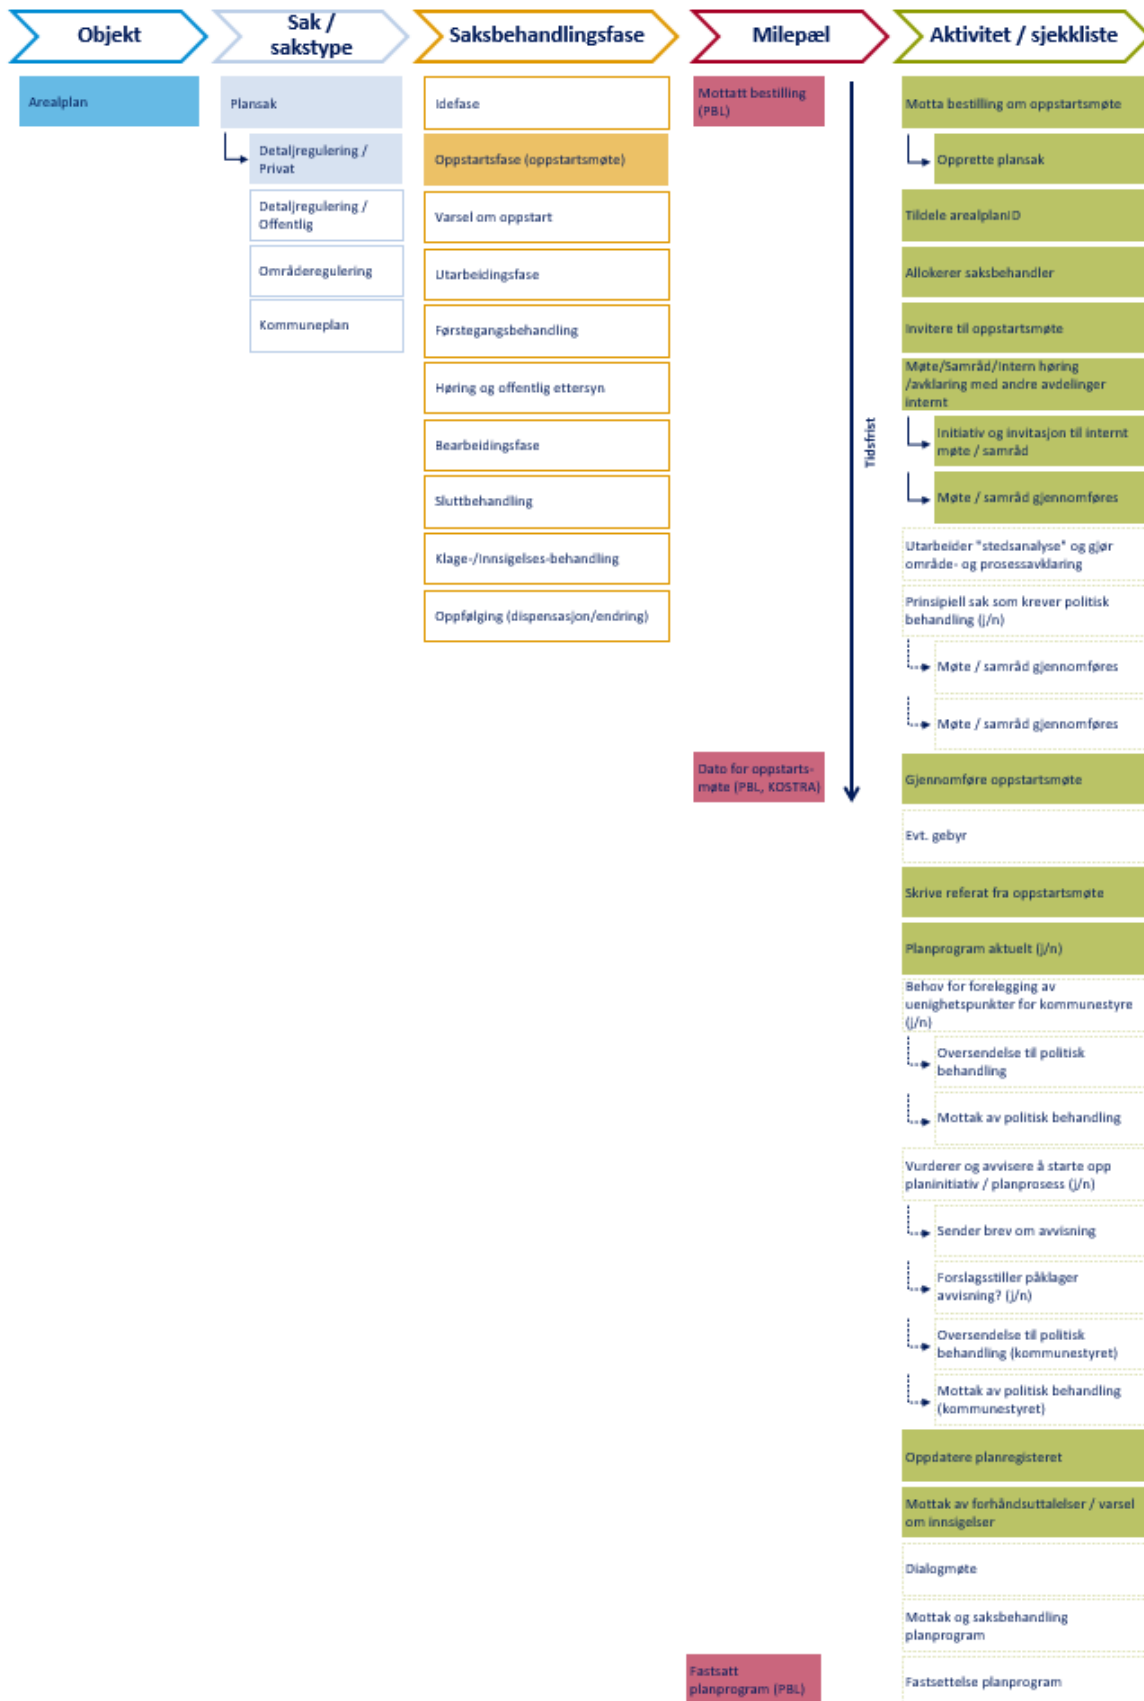 Objekt
Sak /
sakstype
Saksbehandlingsfase
Milepæl
Aktivitet / sjekkliste
Arealplan
Plansak
Detaljregulering /
Privat
Detaljregulering /
Offentlig
Områderegulering
Kommuneplan
Idefase
Oppstartsfase (oppstartsmøte)
Varsel om oppstart
Utarbeidingsfase
Førstegangsbehandling
Høring og offentlig ettersyn
Bearbeidingsfase
Sluttbehandling
Klage-/Innsigelses-behandling
Oppfølging (dispensasjon/endring)
Mottatt bestilling
(PBL)
Tidsfrist
Dato for oppstarts-
møte (PBL, KOSTRA)
Fastsatt
planprogram (PBL)
Motta bestilling om oppstartsmøte
Opprette plansak
Tildele arealplanID
Allokerer saksbehandler
Invitere til oppstartsmøte
Møte/Samråd/Intern høring
/avklaring med andre avdelinger
internt
Initiativ og invitasjon til internt
møte / samråd
Møte / samråd gjennomføres
Utarbeider "stedsanalyse" og gjør
område- og prosessavklaring
Prinsipiell sak som krever politisk
behandling (j/n)
Møte / samråd gjennomføres
Møte / samråd gjennomføres
Gjennomføre oppstartsmøte
Evt. gebyr
Skrive referat fra oppstartsmøte
Planprogram aktuelt (j/n)
Behov for forelegging av
uenighetspunkter for kommunestyre
(j/n)
Oversendelse til politisk
behandling
Mottak av politisk behandling
Vurderer og avvisere å starte opp
planinitiativ / planprosess (j/n)
Sender brev om avvisning
Forslagsstiller påklager
avvisning? (j/n)
Oversendelse til politisk
behandling (kommunestyret)
Mottak av politisk behandling
(kommunestyret)
Oppdatere planregisteret
Mottak av forhåndsuttalelser / varsel
om innsigelser
Dialogmøte
Mottak og saksbehandling
planprogram
Fastsettelse planprogram